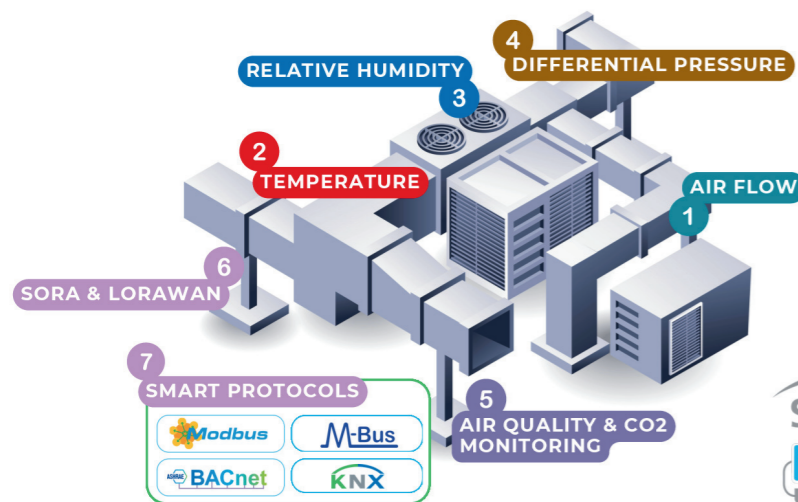 4
DIFFERENTIAL PRESSURE
RELATIVE HUMIDITY
3
2
TEMPERATURE
AIR FLOW
1
6
SORA & LORAWAN
7
SMART PROTOCOLS
Modbus
M-Bus
ASHRAE BACnet
KNX
5
AIR QUALITY & CO2
MONITORING